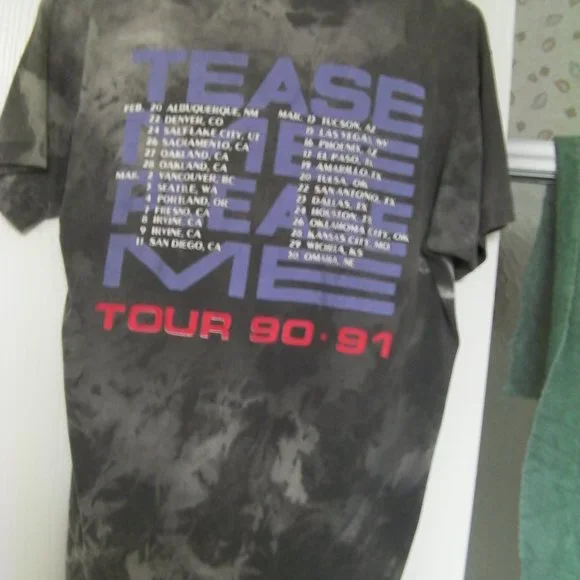 TEASE
ME
PLEASE
ME
FEB. 20 ALBUQUERQUE, NM
22 DENVER, CO
24 SALT LAKE CITY, UT
26 SACRAMENTO, CA
27 OAKLAND, CA
28 OAKLAND, CA
MAR. 2 VANCOUVER, BC
3 SEATTLE, WA
4 PORTLAND, OR
7 FRESNO, CA
8 IRVINE, CA
9 IRVINE, CA
11 SAN DIEGO, CA
MAR. 13 TUCSON, AZ
15 LAS VEGAS, NV
16 PHOENIX, AZ
18 EL PASO, TX
19 AMARILLO, TX
20 TULSA, OK
22 SAN ANTONIO, TX
23 DALLAS, TX
24 HOUSTON, TX
26 OKLAHOMA CITY, OK
28 KANSAS CITY, MO
29 WICHITA, KS
30 OMAHA, NE
TOUR 90·91